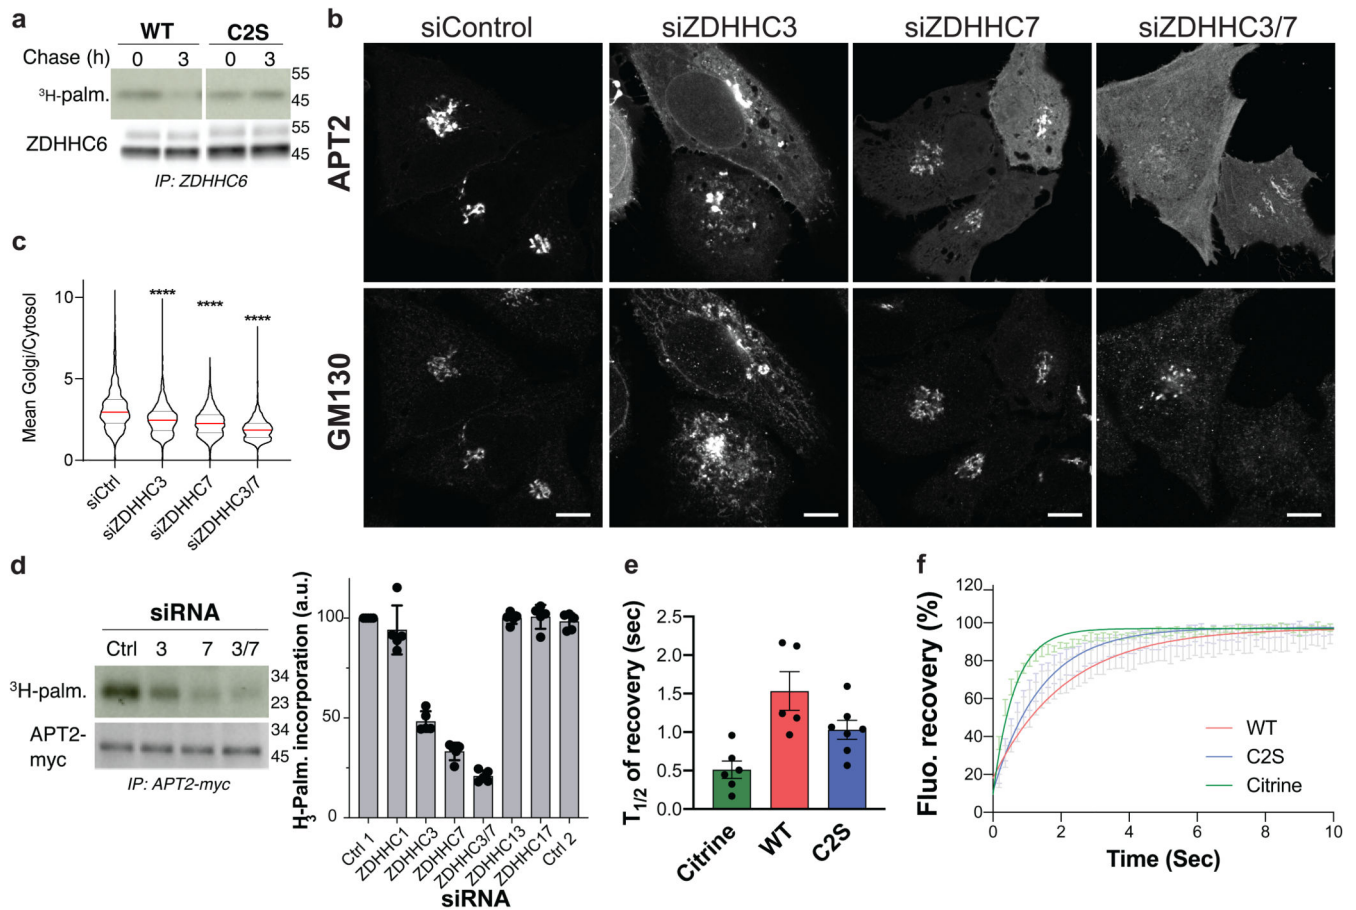 a
WT C2S
Chase (h) 0 3 0 3
³H-palm.
55
45
ZDHHC6
55
45
IP: ZDHHC6
b
siControl siZDHHC3 siZDHHC7 siZDHHC3/7
APT2
GM130
c
Mean Golgi/Cytosol
10
5
0
**** **** ****
siCtrl siZDHHC3 siZDHHC7 siZDHHC3/7
d
siRNA
Ctrl 3 7 3/7
³H-palm.
34
23
APT2-
myc
34
45
IP: APT2-myc
H₃-Palm. incorporation (a.u.)
100
50
0
Ctrl 1 ZDHHC1 ZDHHC3 ZDHHC7 ZDHHC3/7 ZDHHC13 ZDHHC17 Ctrl 2
siRNA
e
T1/2 of recovery (sec)
2.5
2.0
1.5
1.0
0.5
0.0
Citrine WT C2S
f
Fluo. recovery (%)
120
100
80
60
40
20
0
WT
C2S
Citrine
0 2 4 6 8 10
Time (Sec)